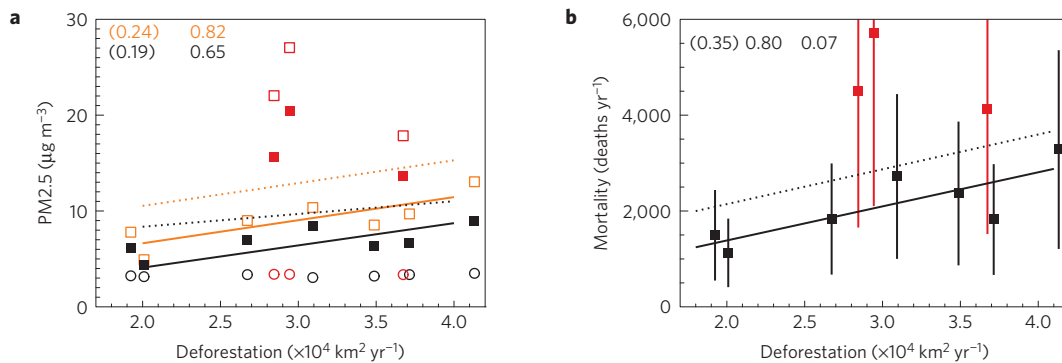 a
(0.24) 0.82
(0.19) 0.65
30
20
10
0
PM2.5 (µg m⁻³)
2.0 2.5 3.0 3.5 4.0
Deforestation (×10⁴ km² yr⁻¹)
b
(0.35) 0.80 0.07
6,000
4,000
2,000
0
Mortality (deaths yr⁻¹)
2.0 2.5 3.0 3.5 4.0
Deforestation (×10⁴ km² yr⁻¹)